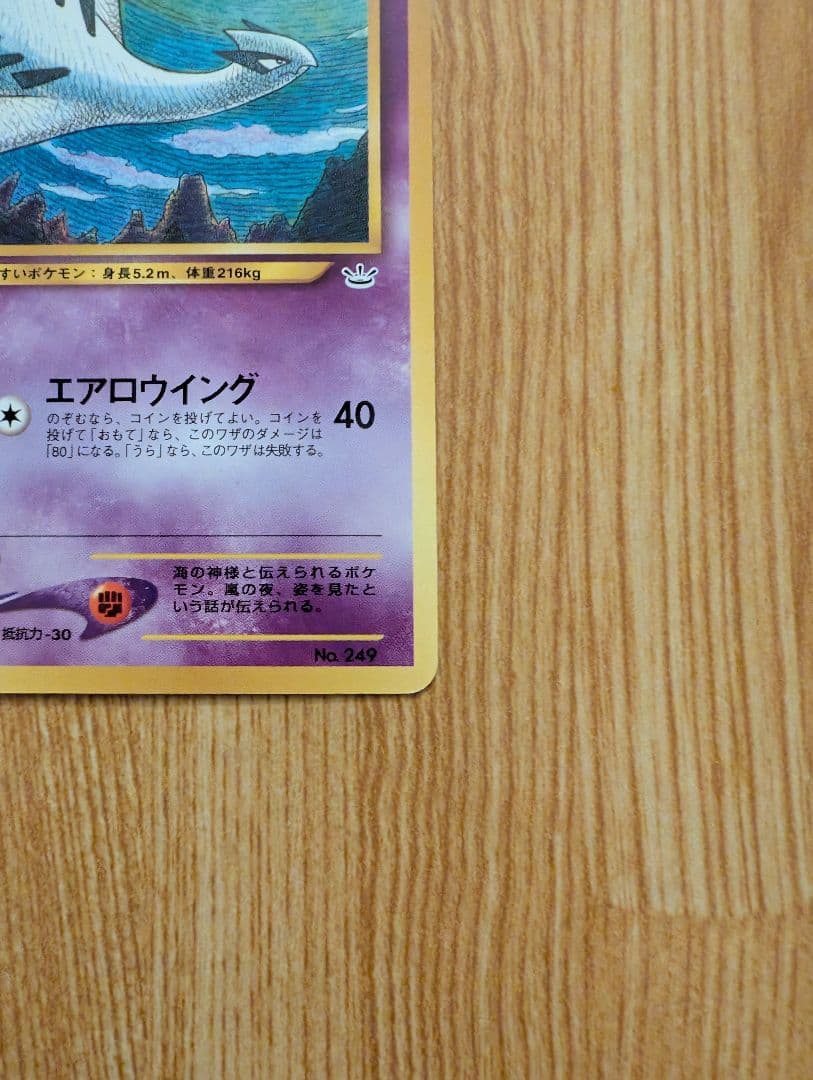 すいポケモン：身長5.2m、体重216kg
エアロウイング
のぞむなら、コインを投げてよい。コインを
投げて「おもて」なら、このワザのダメージは
「80」になる。「うら」なら、このワザは失敗する。
40
海の神様と伝えられるポケ
モン。嵐の夜、姿を見たと
いう話が伝えられる。
抵抗力-30
No. 249